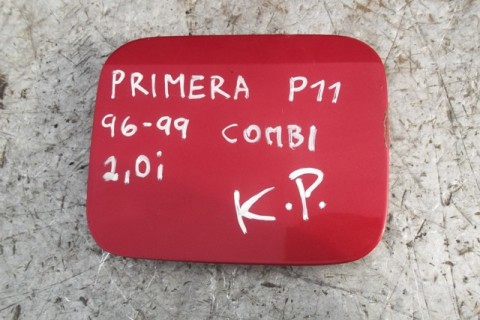 PRIMERA P11
96-99 COMBI
2,0i
K.P.